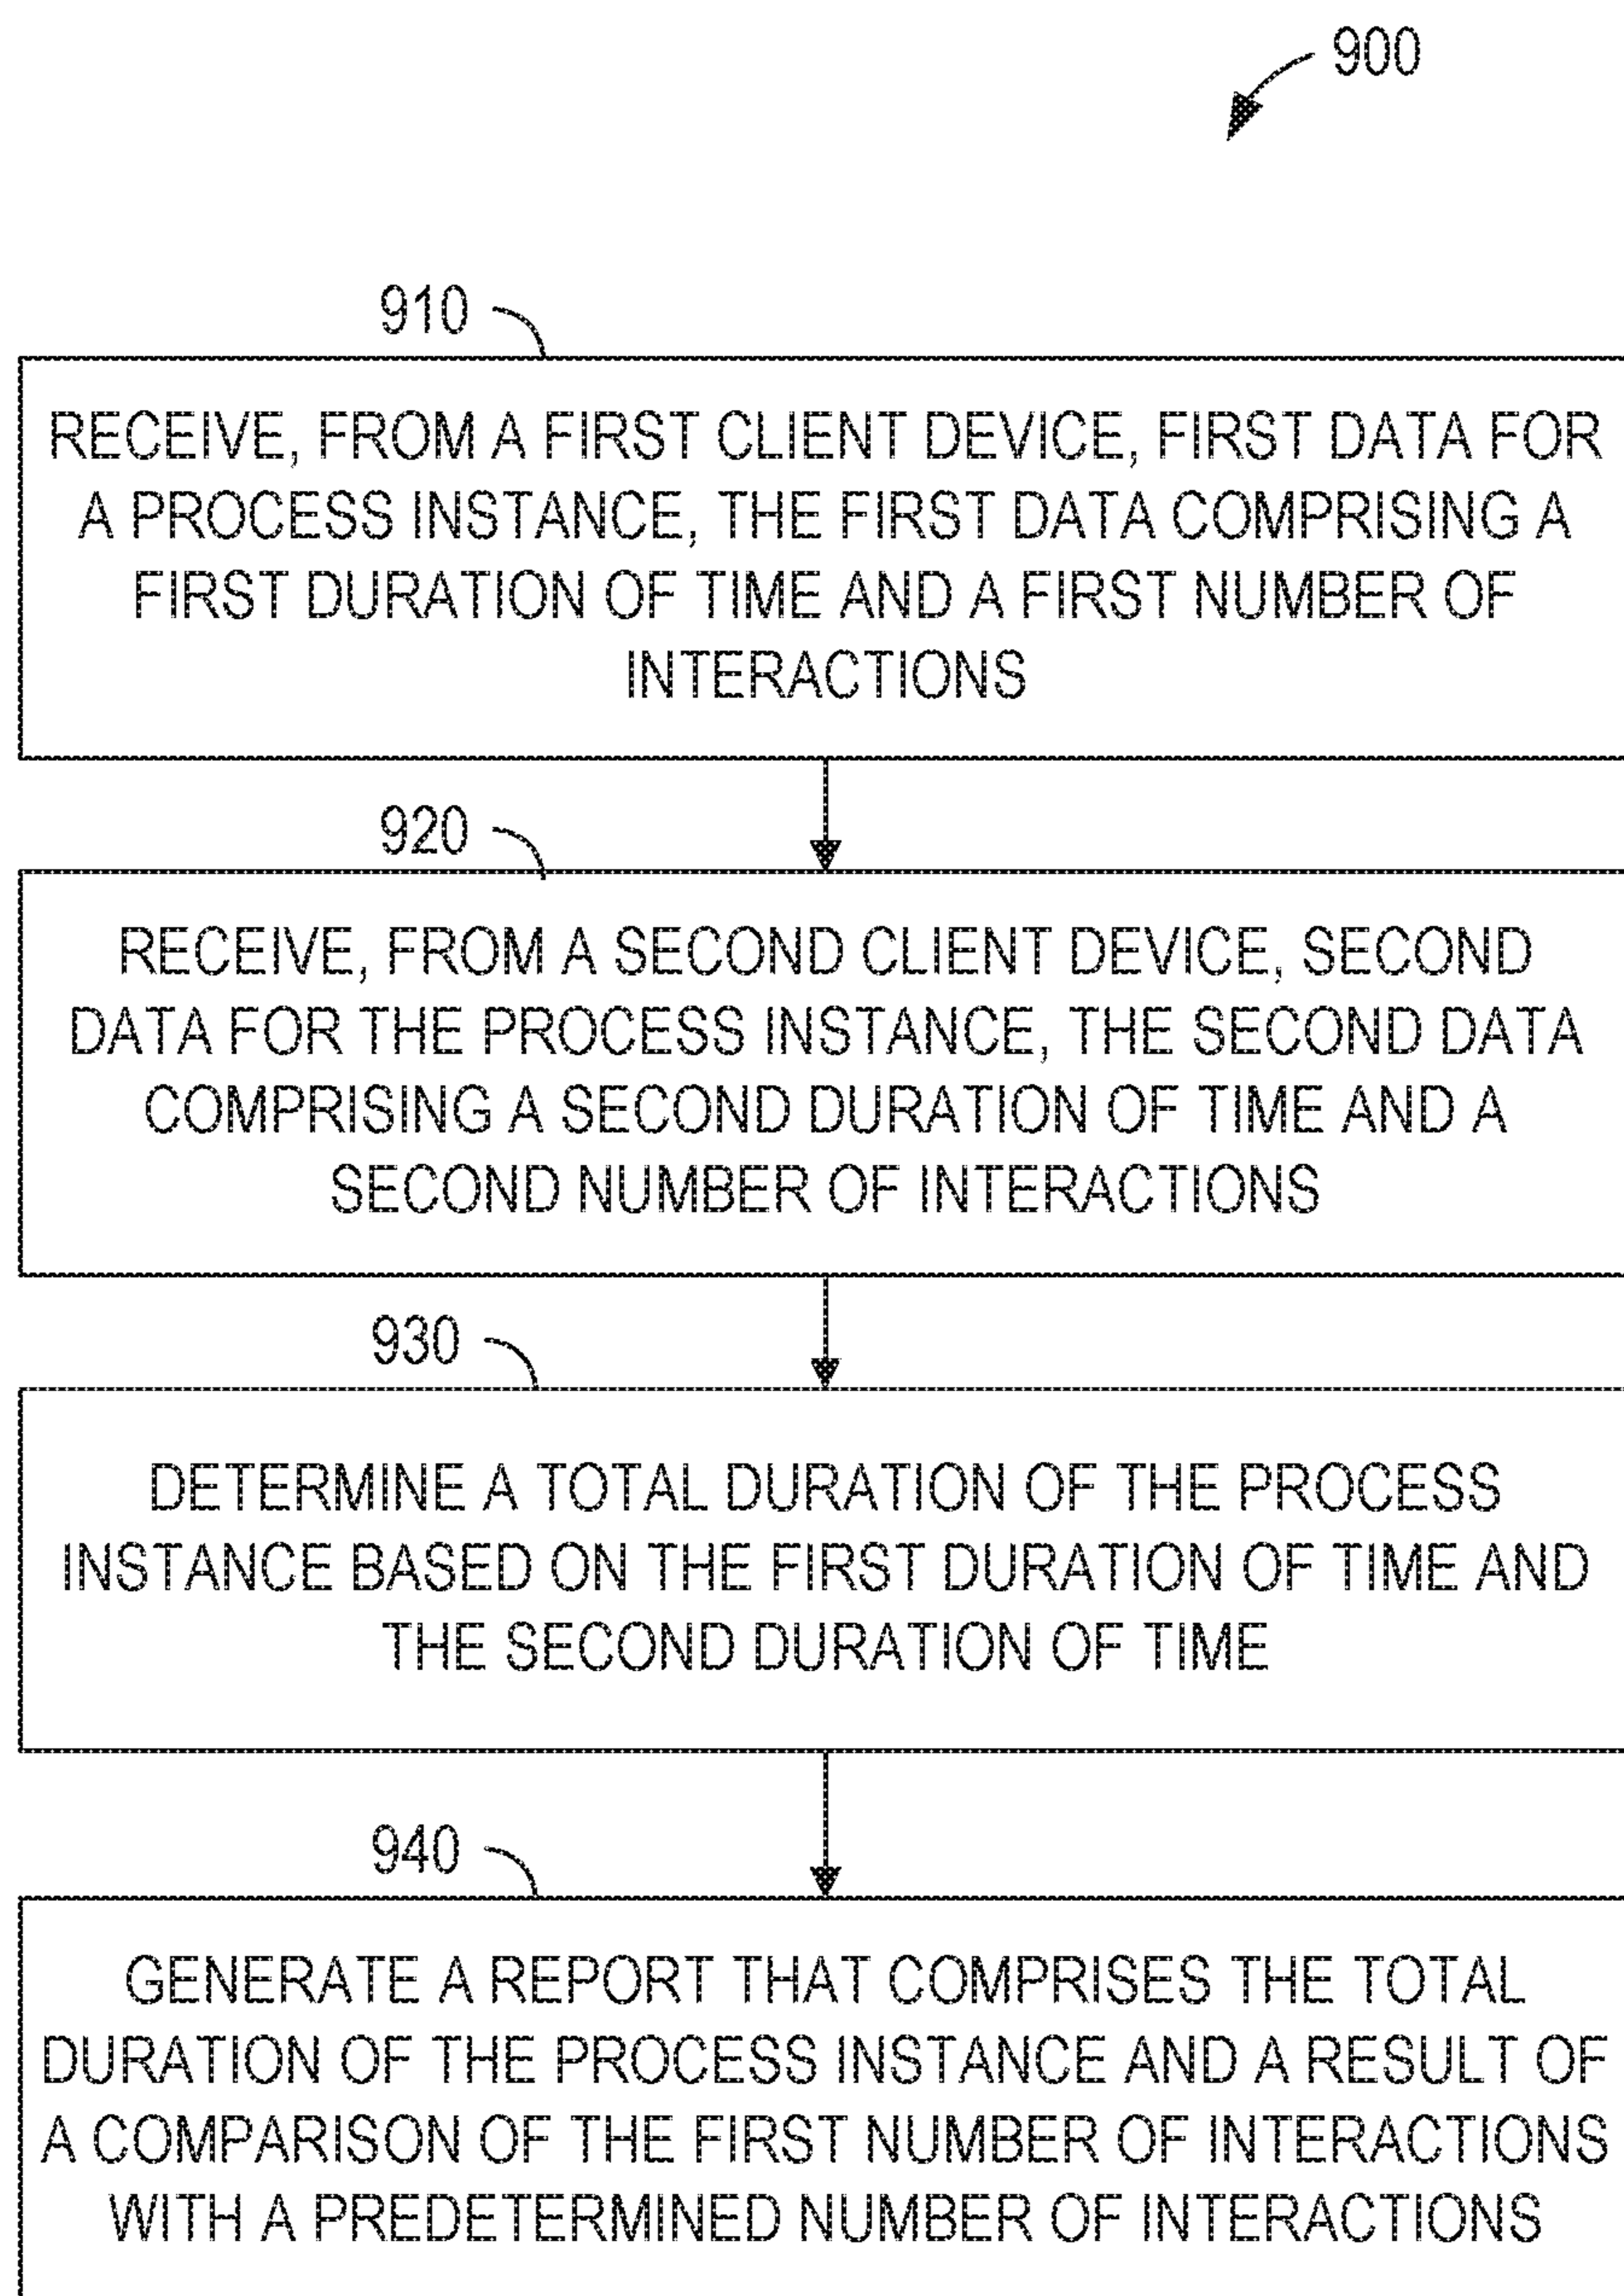 900
910
RECEIVE, FROM A FIRST CLIENT DEVICE, FIRST DATA FOR
A PROCESS INSTANCE, THE FIRST DATA COMPRISING A
FIRST DURATION OF TIME AND A FIRST NUMBER OF
INTERACTIONS
920
RECEIVE, FROM A SECOND CLIENT DEVICE, SECOND
DATA FOR THE PROCESS INSTANCE, THE SECOND DATA
COMPRISING A SECOND DURATION OF TIME AND A
SECOND NUMBER OF INTERACTIONS
930
DETERMINE A TOTAL DURATION OF THE PROCESS
INSTANCE BASED ON THE FIRST DURATION OF TIME AND
THE SECOND DURATION OF TIME
940
GENERATE A REPORT THAT COMPRISES THE TOTAL
DURATION OF THE PROCESS INSTANCE AND A RESULT OF
A COMPARISON OF THE FIRST NUMBER OF INTERACTIONS
WITH A PREDETERMINED NUMBER OF INTERACTIONS